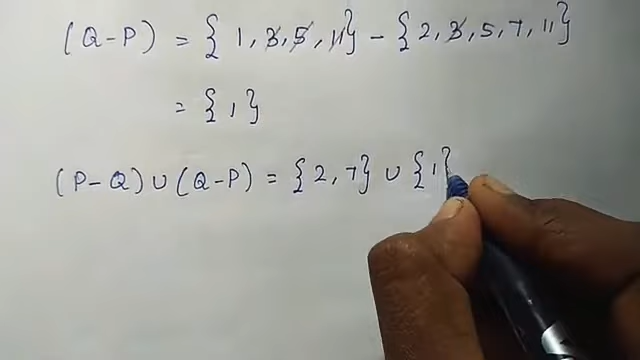 (Q-P) = { 1, 3, 5, 11} - {2, 3, 5, 7, 11}
= { 1 }
(P-Q) ∪ (Q-P) = {2, 7} ∪ {1}